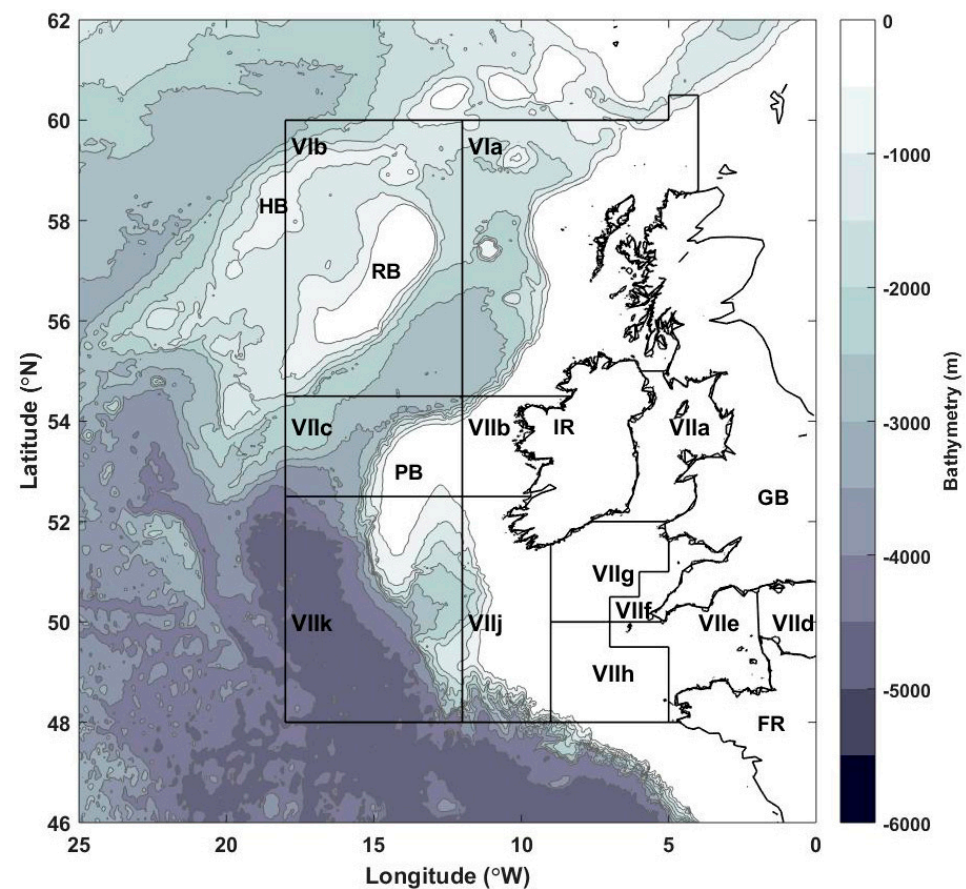 62
60
58
56
54
52
50
48
46
Latitude (°N)
25
20
15
10
5
0
Longitude (°W)
VIb
VIa
HB
RB
VIIc
VIIb
IR
VIIa
PB
GB
VIIg
VIIf
VIIk
VIIj
VIIe
VIId
VIIh
FR
0
-1000
-2000
-3000
-4000
-5000
-6000
Bathymetry (m)